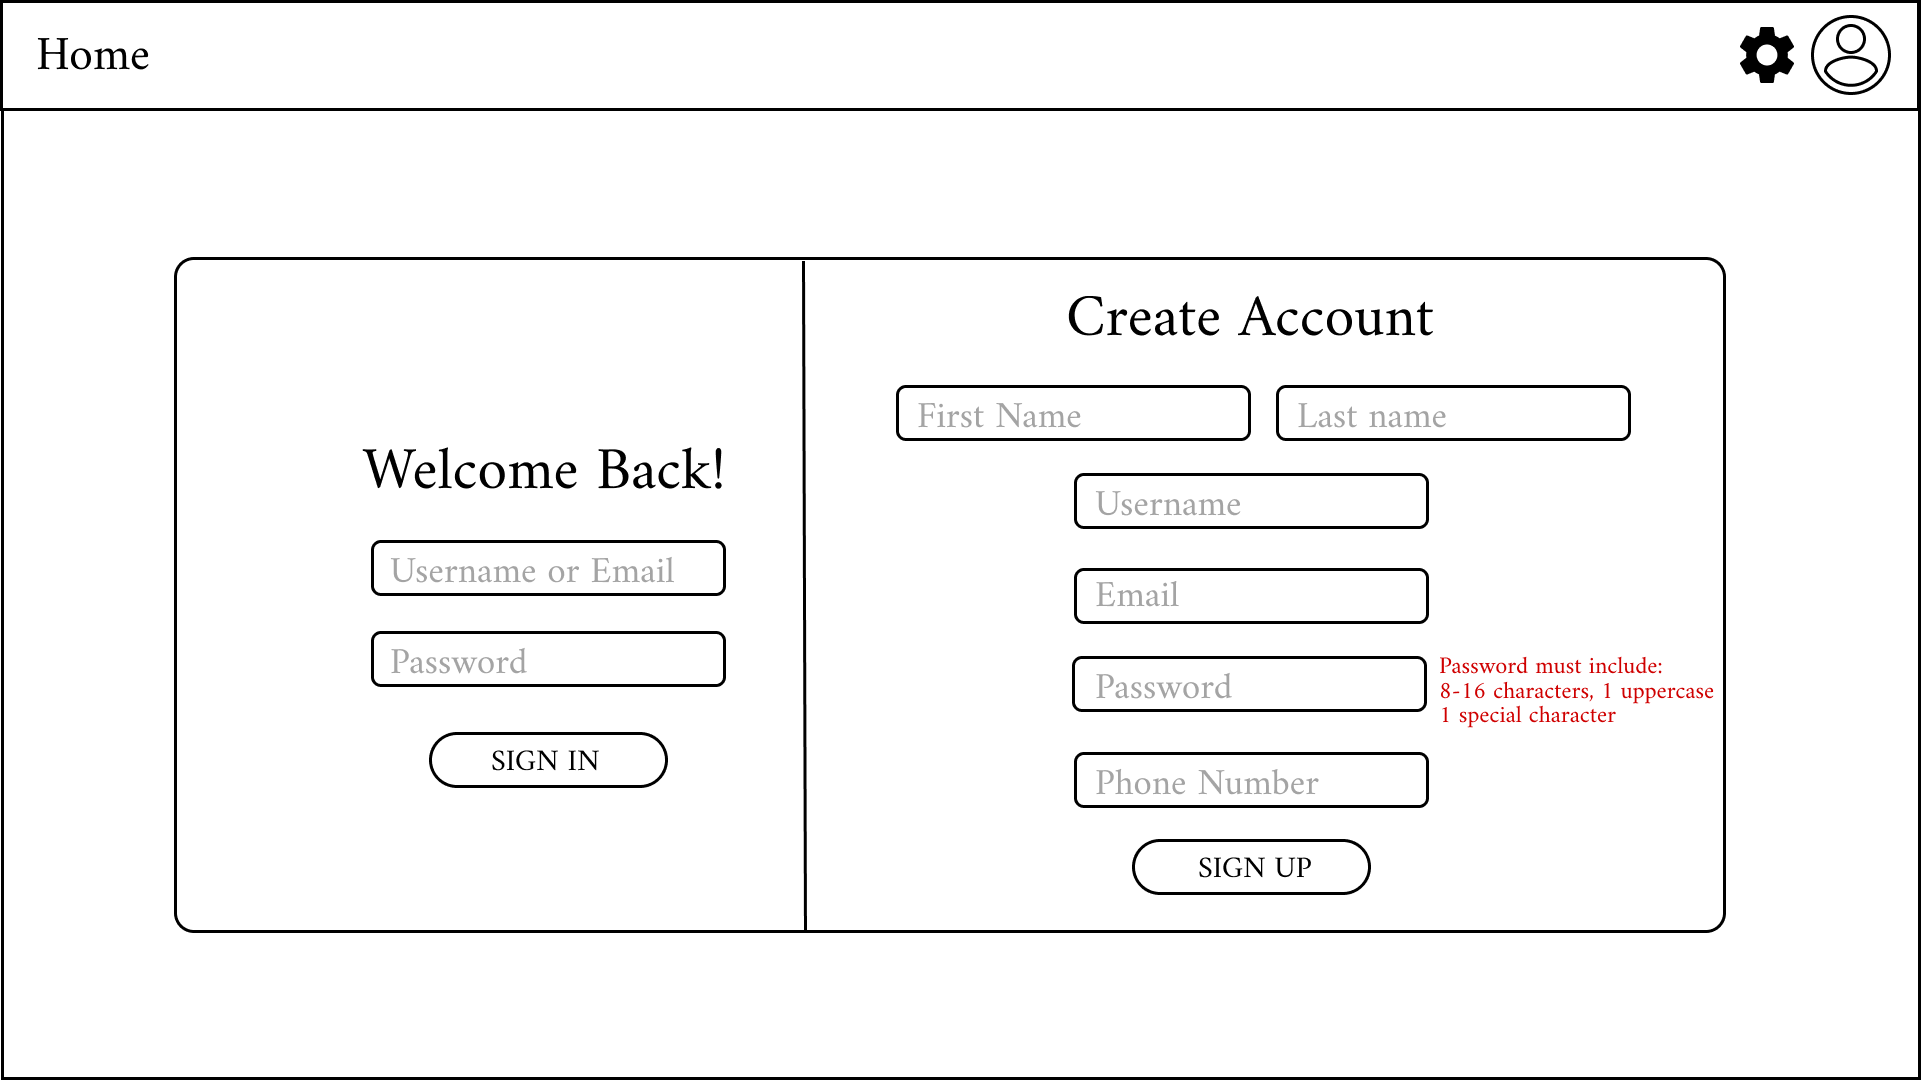 Home
Welcome Back!
Username or Email
Password
SIGN IN
Create Account
First Name
Last name
Username
Email
Password
Password must include:
8-16 characters, 1 uppercase
1 special character
Phone Number
SIGN UP